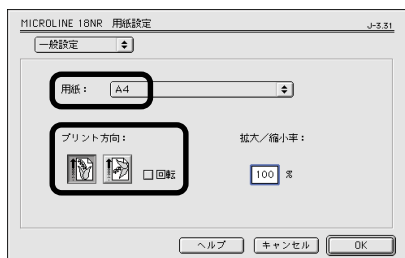 MICROLINE 18NR 用紙設定 J-3.31
一般設定
用紙： A4
プリント方向： 拡大／縮小率：
回転 100 %
ヘルプ キャンセル OK